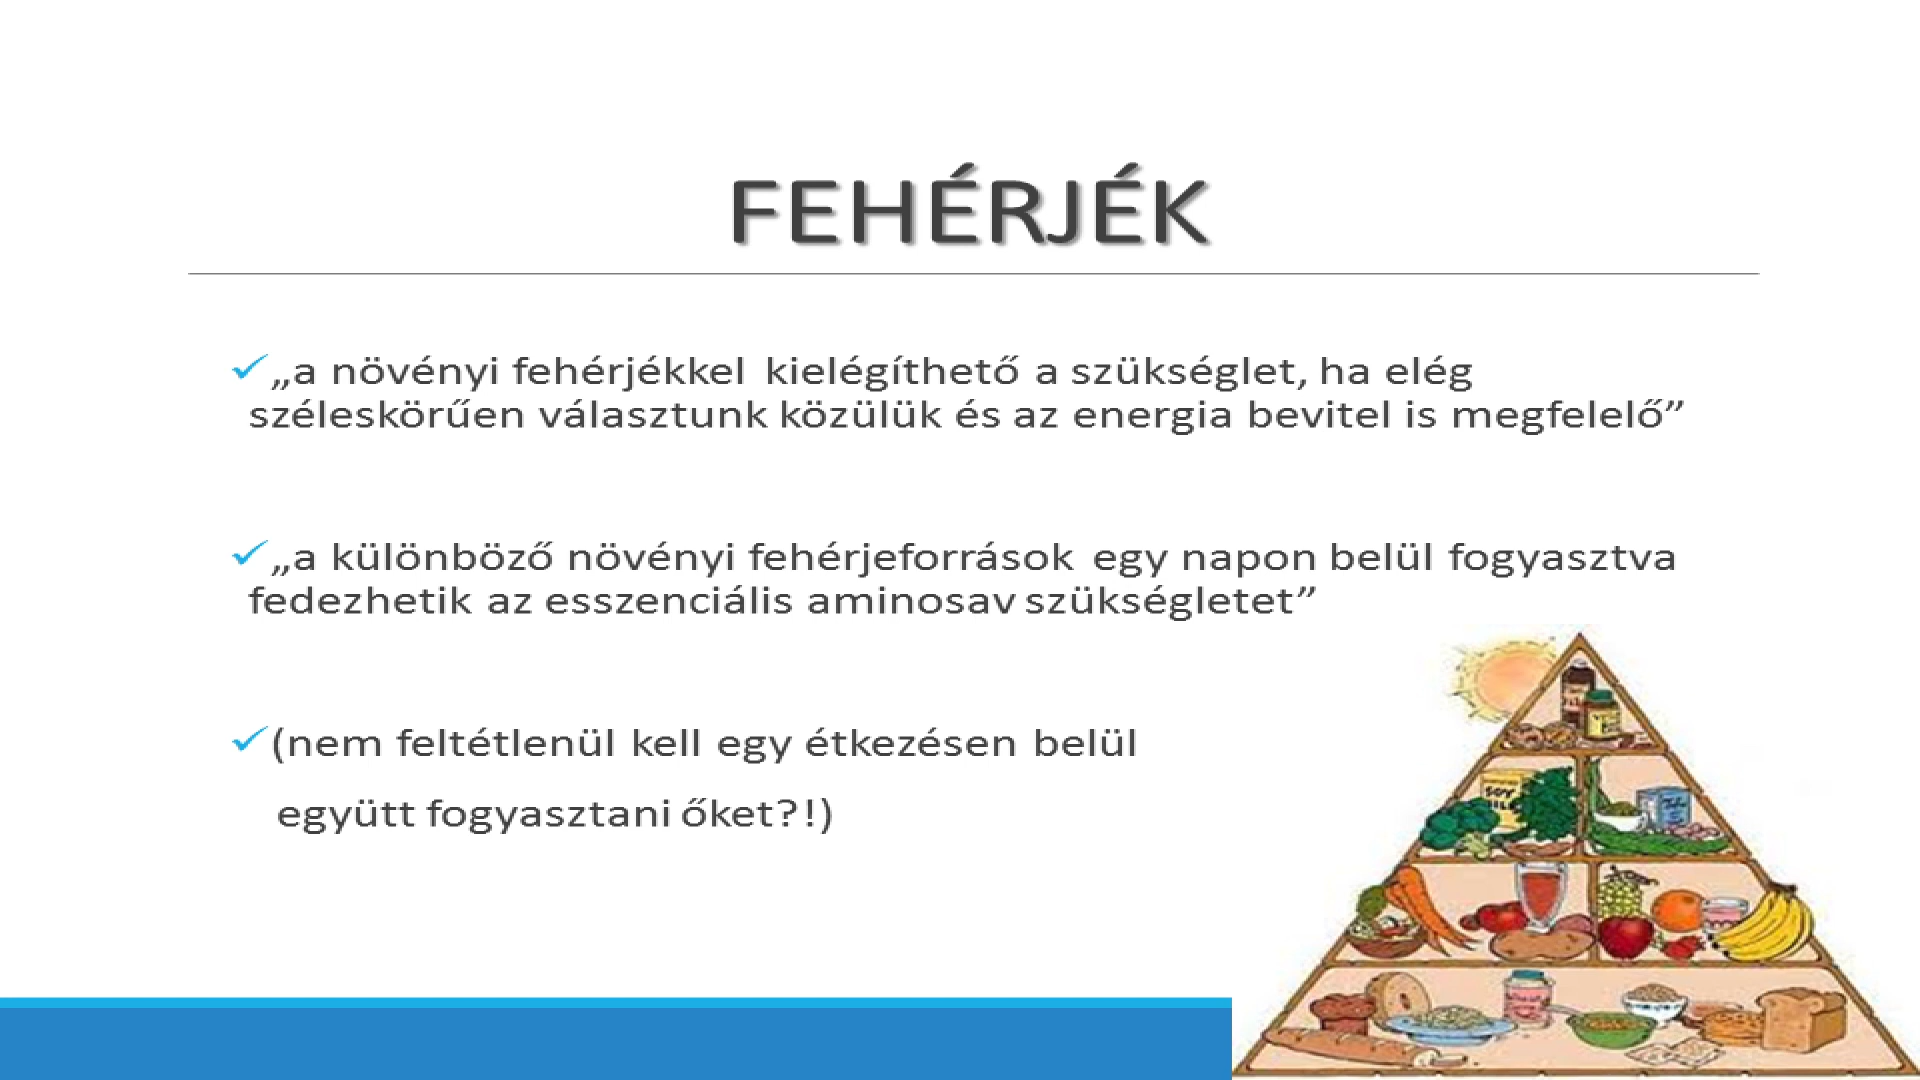 FEHÉRJÉK
„a növényi fehérjékkel kielégíthető a szükséglet, ha elég
széleskörűen választunk közülük és az energia bevitel is megfelelő”
„a különböző növényi fehérjeforrások egy napon belül fogyasztva
fedezhetik az esszenciális aminosav szükségletet”
(nem feltétlenül kell egy étkezésen belül
együtt fogyasztani őket?!)
SOY